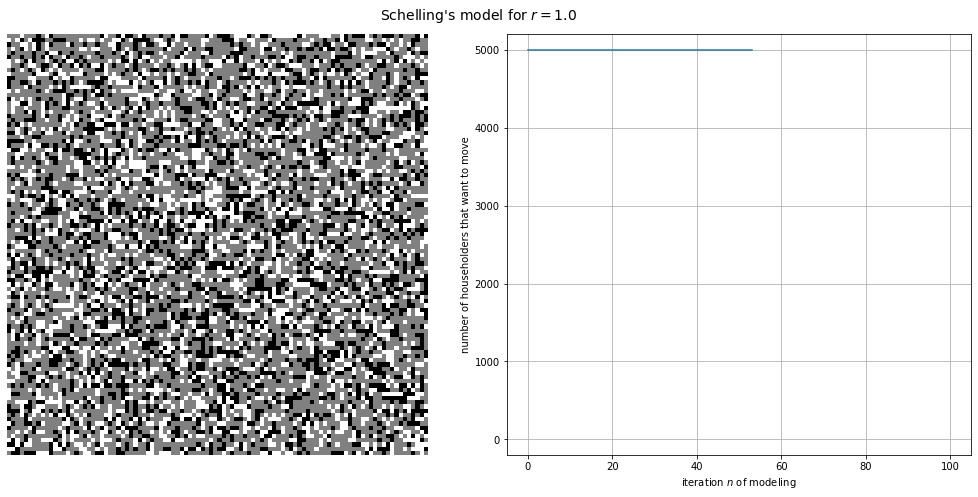 Schelling's model for r = 1.0
number of householders that want to move
5000
4000
3000
2000
1000
0
0 20 40 60 80 100
iteration n of modeling